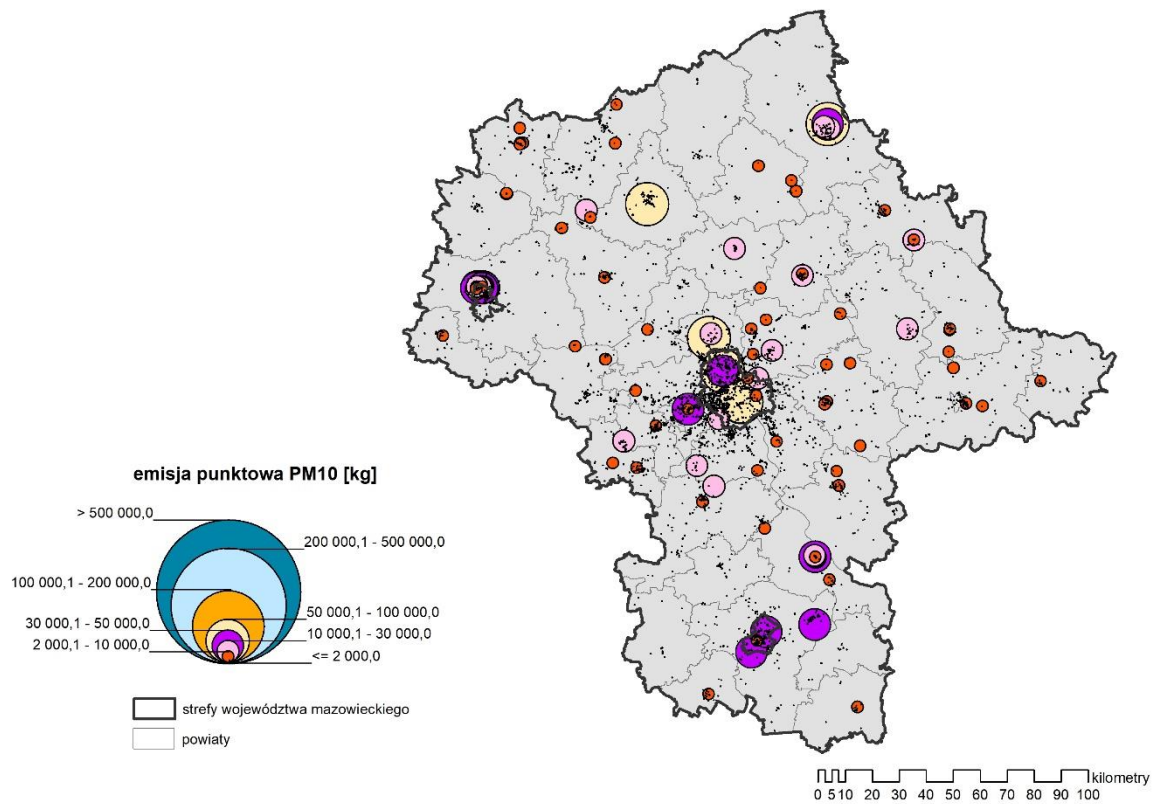 emisja punktowa PM10 [kg]
> 500 000,0
200 000,1 - 500 000,0
100 000,1 - 200 000,0
50 000,1 - 100 000,0
30 000,1 - 50 000,0
10 000,1 - 30 000,0
2 000,1 - 10 000,0
<= 2 000,0
strefy województwa mazowieckiego
powiaty
kilometry
0 5 10 20 30 40 50 60 70 80 90 100